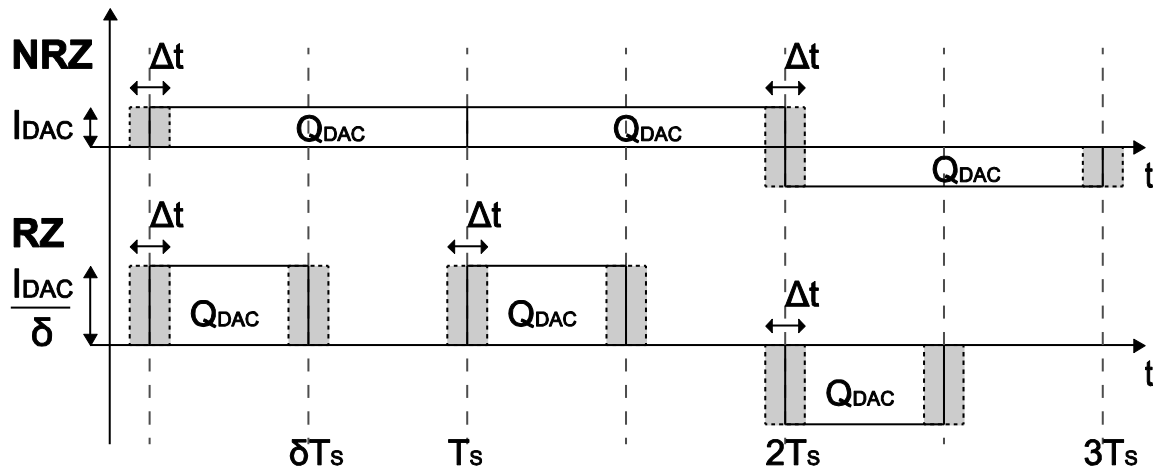 NRZ
Δt
Δt
IDAC
QDAC
QDAC
QDAC
t
RZ
Δt
Δt
IDAC
δ
QDAC
QDAC
Δt
t
QDAC
δTs
Ts
2Ts
3Ts